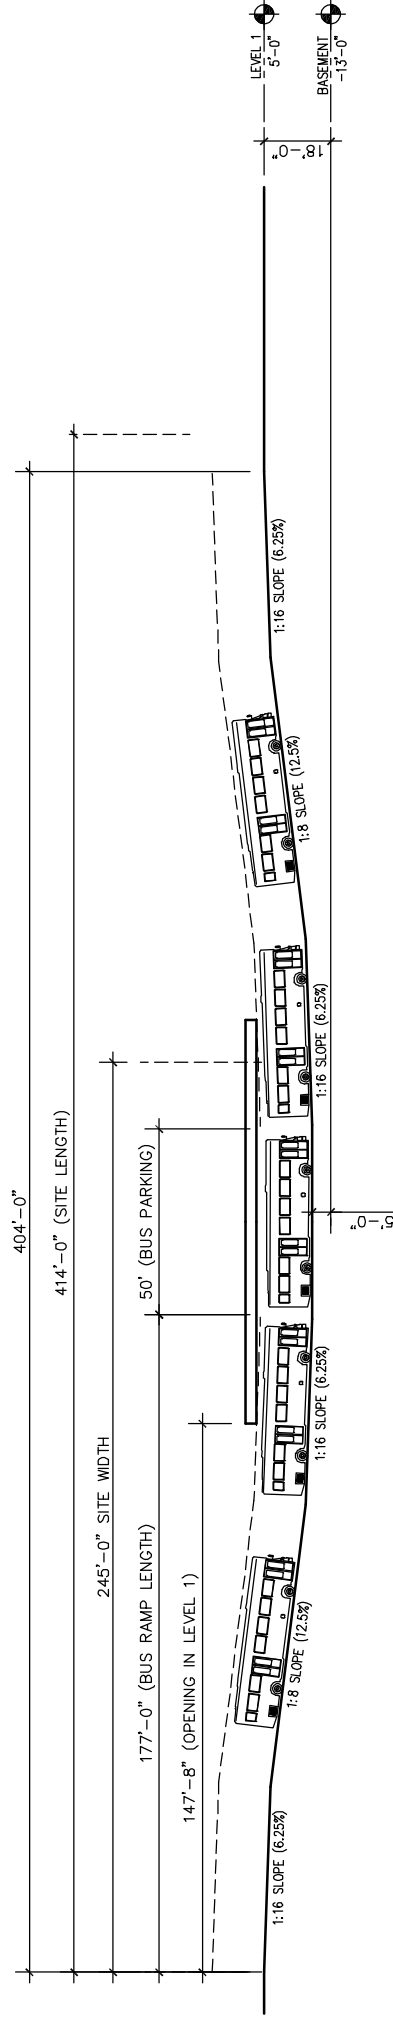 404'-0"
414'-0" (SITE LENGTH)
245'-0" SITE WIDTH
177'-0" (BUS RAMP LENGTH)
50' (BUS PARKING)
147'-8" (OPENING IN LEVEL 1)
1:16 SLOPE (6.25%)
1:8 SLOPE (12.5%)
1:16 SLOPE (6.25%)
1:16 SLOPE (6.25%)
1:8 SLOPE (12.5%)
1:16 SLOPE (6.25%)
5'-0"
18'-0"
LEVEL 1
5'-0"
BASEMENT
-13'-0"